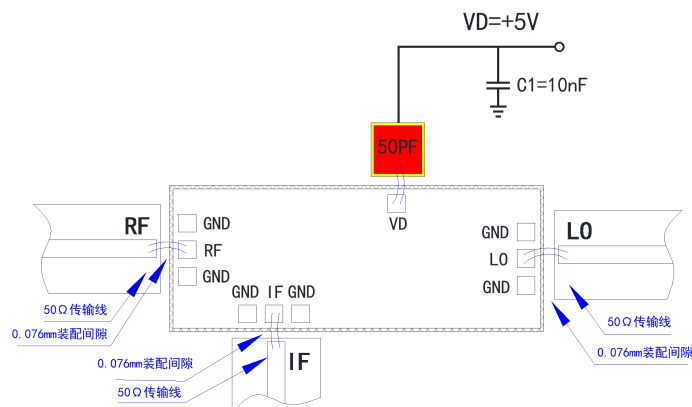 VD=+5V
C1=10nF
50PF
VD
RF
GND
RF
GND
GND IF GND
GND
LO
GND
LO
50Ω传输线
0.076mm装配间隙
0.076mm装配间隙
50Ω传输线
IF
50Ω传输线
0.076mm装配间隙